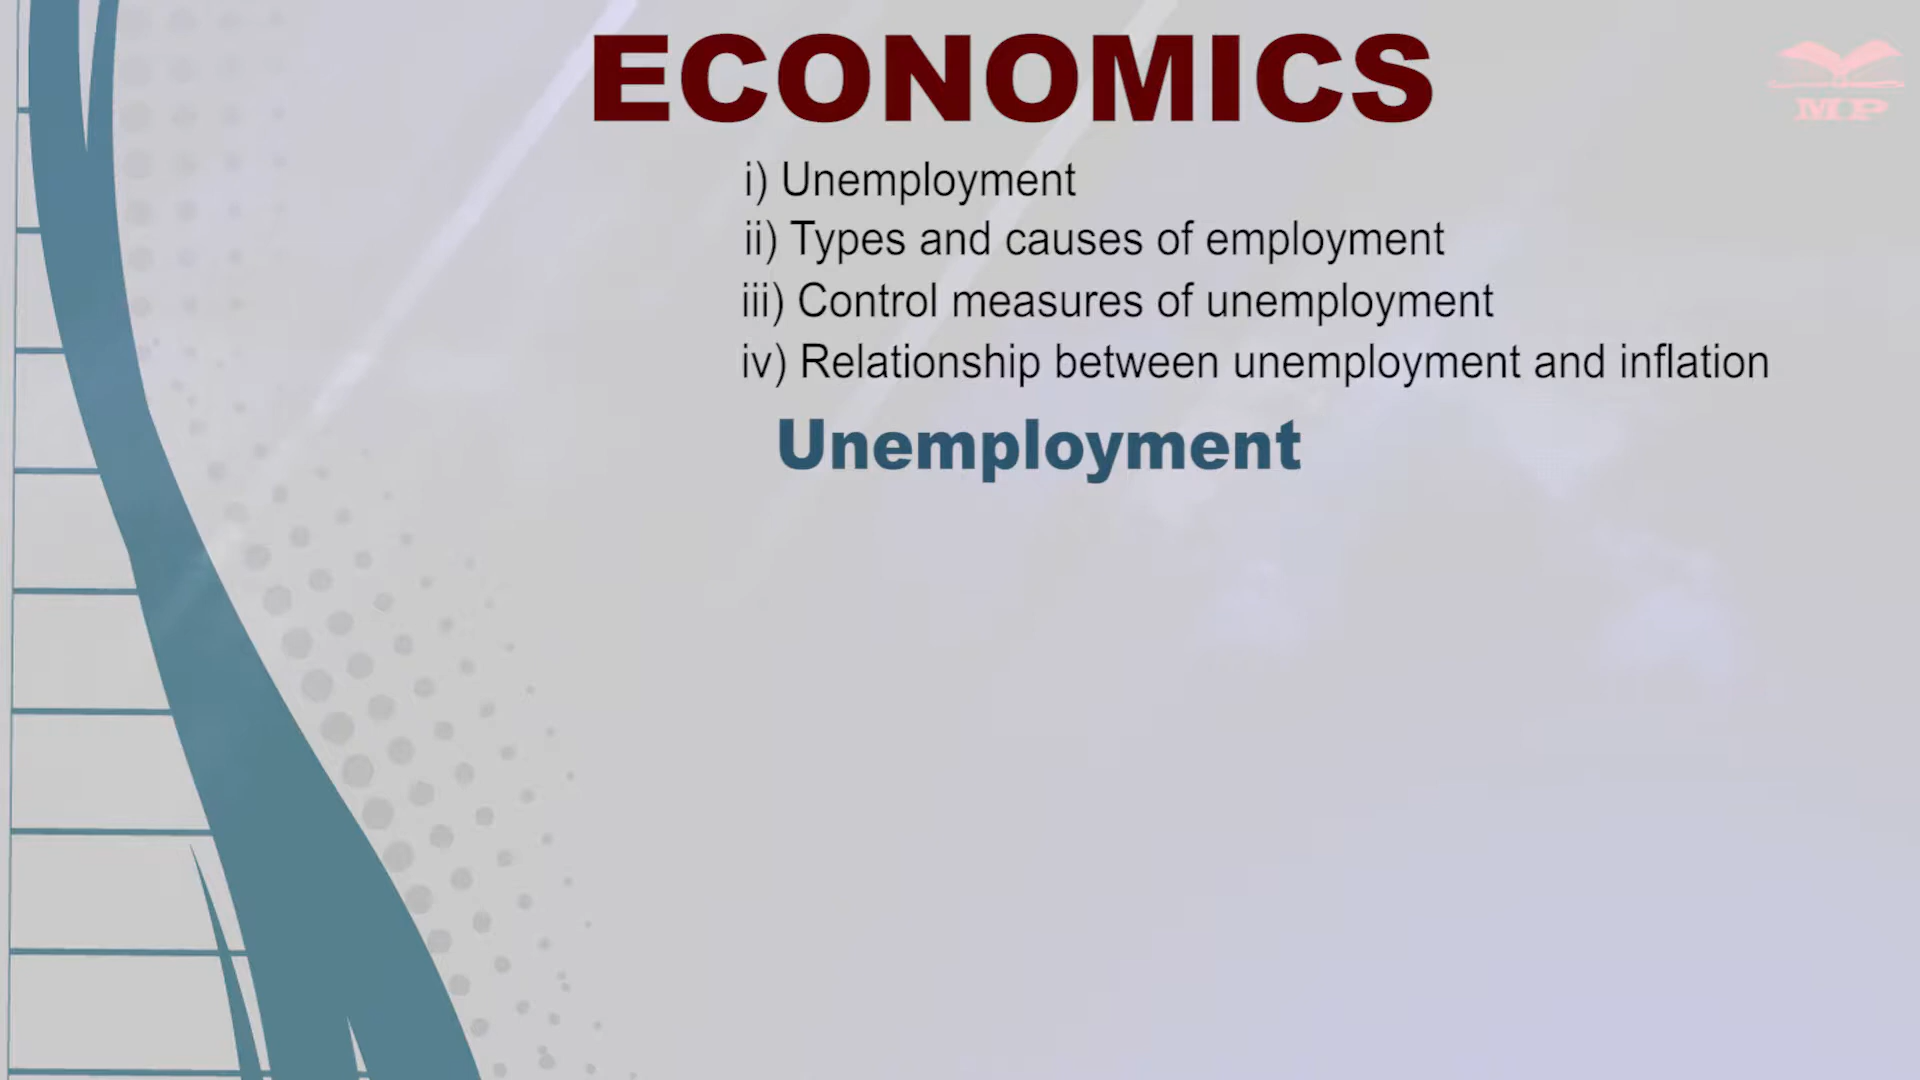 ECONOMICS
MP
i) Unemployment
ii) Types and causes of employment
iii) Control measures of unemployment
iv) Relationship between unemployment and inflation
Unemployment